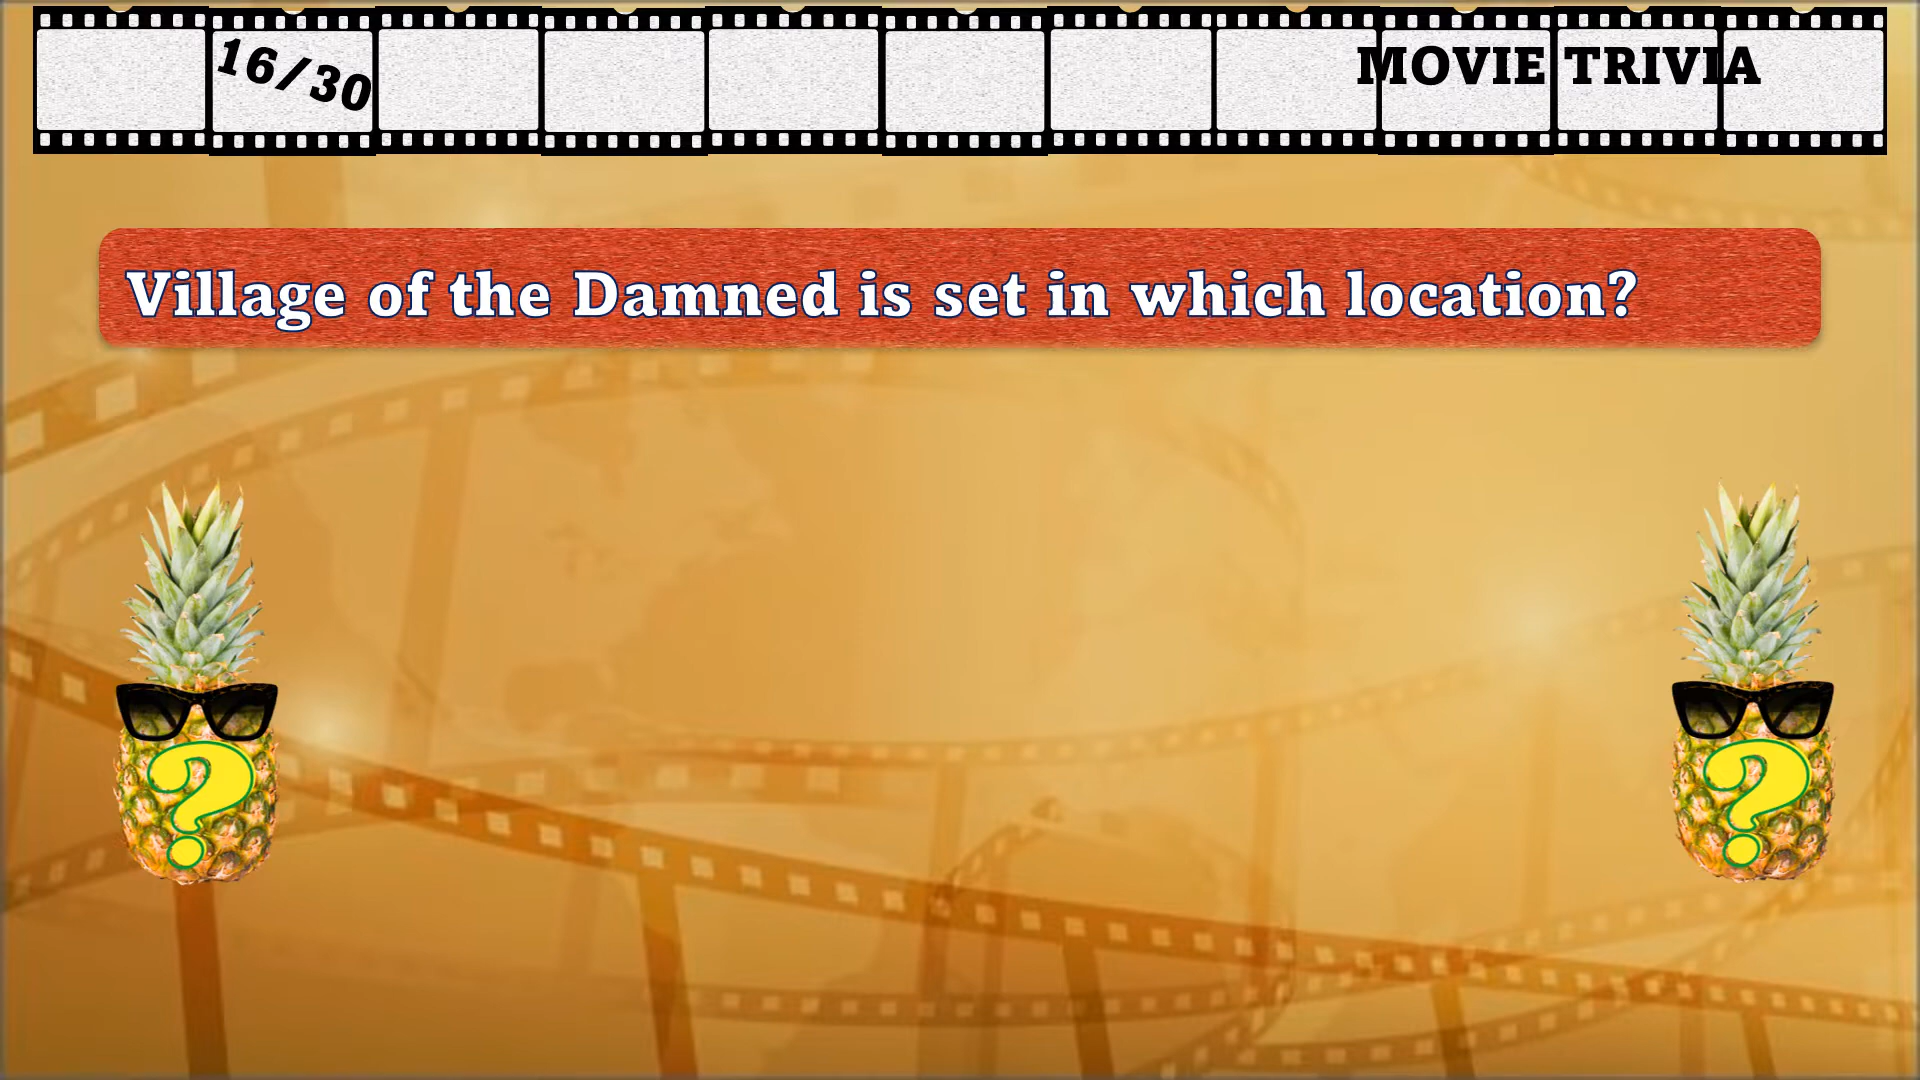 16/30
MOVIE TRIVIA
Village of the Damned is set in which location?
?
?